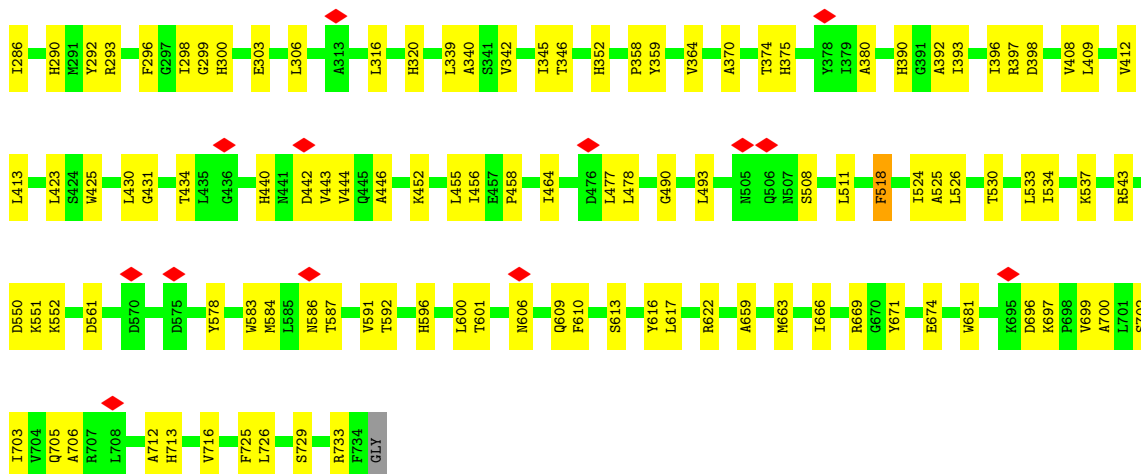 I286 H290 M291 Y292 R293 F296 G297 I298 G299 H300 E303 L306 A313 L316 H320 L339 A340 S341 V342 I345 T346 H352 P358 Y359 V364 A370 T374 H375 Y378 I379 A380 H390 G391 A392 I393 I396 R397 D398 V408 L409 V412
L413 L423 S424 W425 L430 G431 T434 L435 G436 H440 N441 D442 V443 V444 Q445 A446 K452 L455 I456 E457 P458 I464 D476 L477 L478 G490 L493 N505 Q506 N507 S508 L511 F518 I524 A525 L526 T530 L533 I534 K537 R543
D550 K551 K552 D561 D570 D575 Y578 W583 M584 L585 N586 T587 V591 T592 H596 L600 T601 N606 Q609 F610 S613 Y616 L617 R622 A659 M663 I666 R669 G670 Y671 E674 W681 K695 D696 K697 P698 V699 A700 L701 S702
I703 V704 Q705 A706 R707 L708 A712 H713 V716 F725 L726 S729 R733 F734 GLY